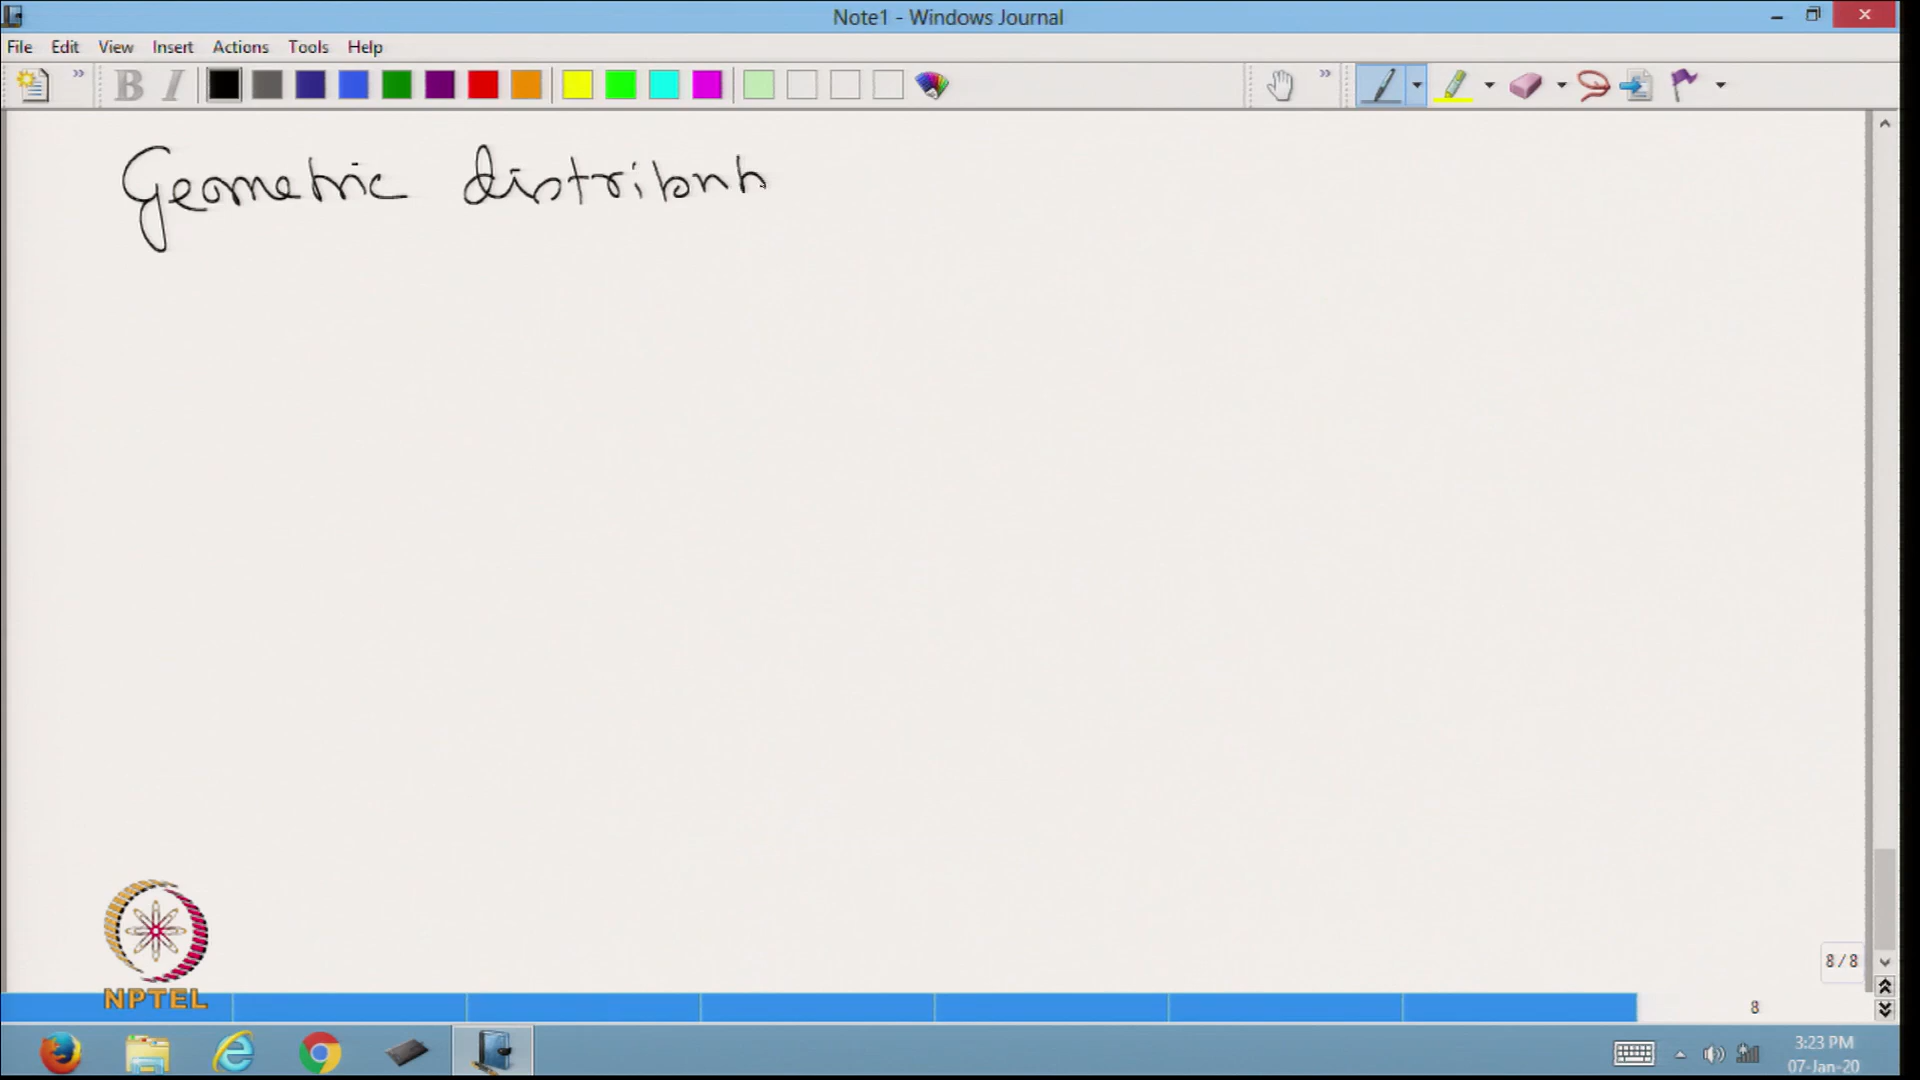 Note1 - Windows Journal
File Edit View Insert Actions Tools Help
B I
Geometric
8 / 8
NPTEL
8
3:23 PM
07-Jan-20